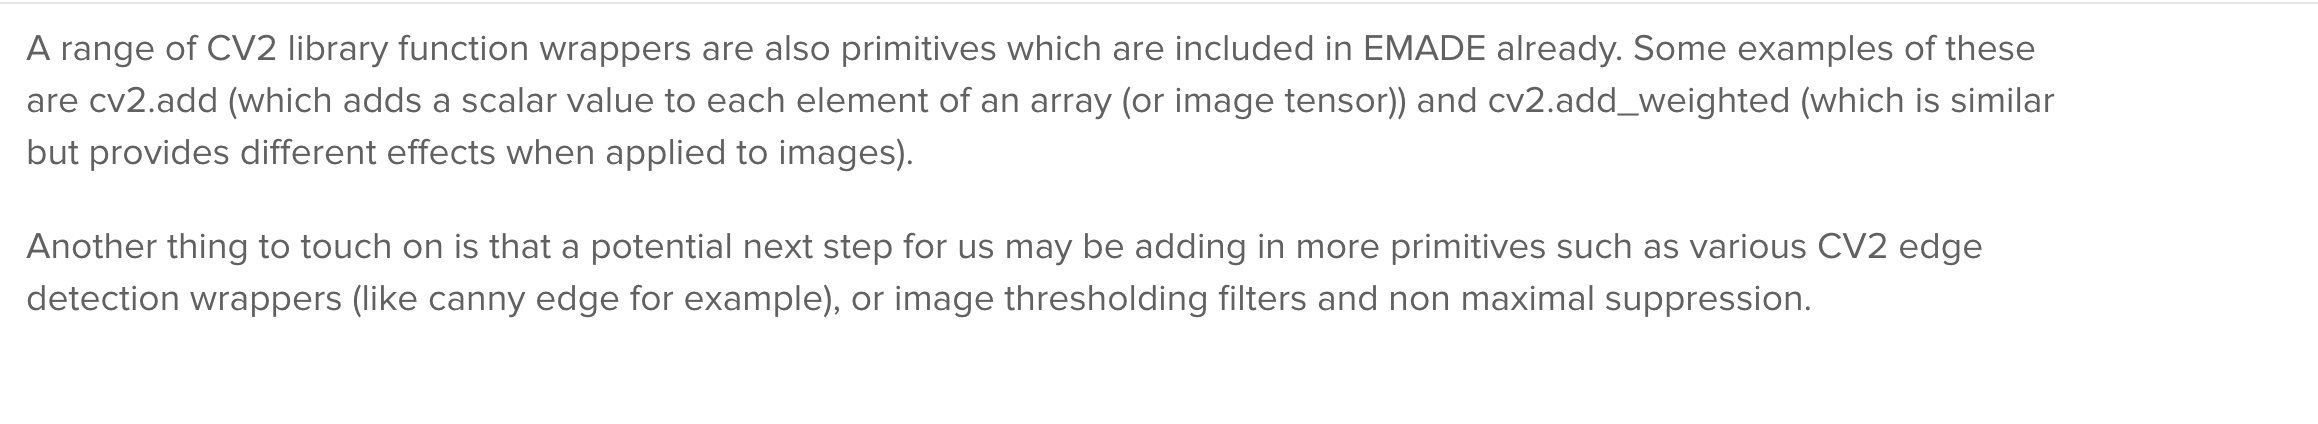 A range of CV2 library function wrappers are also primitives which are included in EMADE already. Some examples of these
are cv2.add (which adds a scalar value to each element of an array (or image tensor)) and cv2.add_weighted (which is similar
but provides different effects when applied to images).
Another thing to touch on is that a potential next step for us may be adding in more primitives such as various CV2 edge
detection wrappers (like canny edge for example), or image thresholding filters and non maximal suppression.